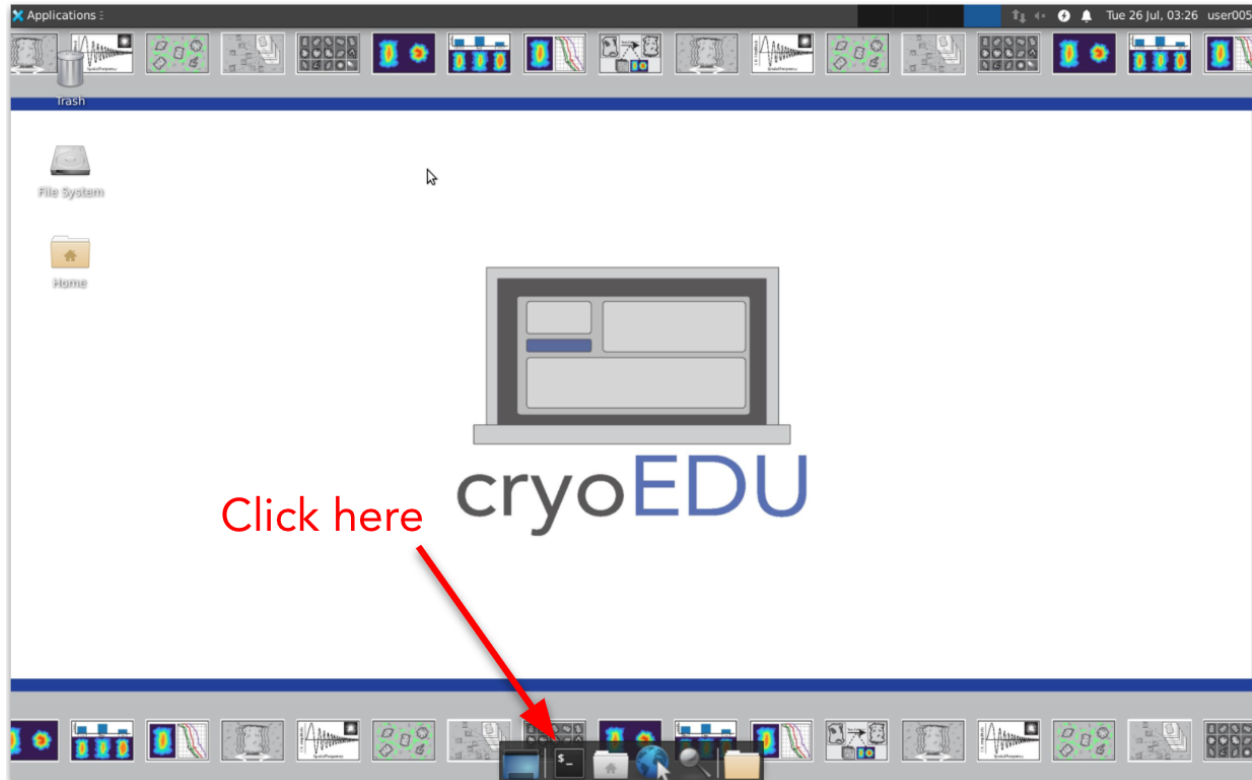 Applications
Tue 26 Jul, 03:26 user005
Trash
File System
Home
cryoEDU
Click here
$_